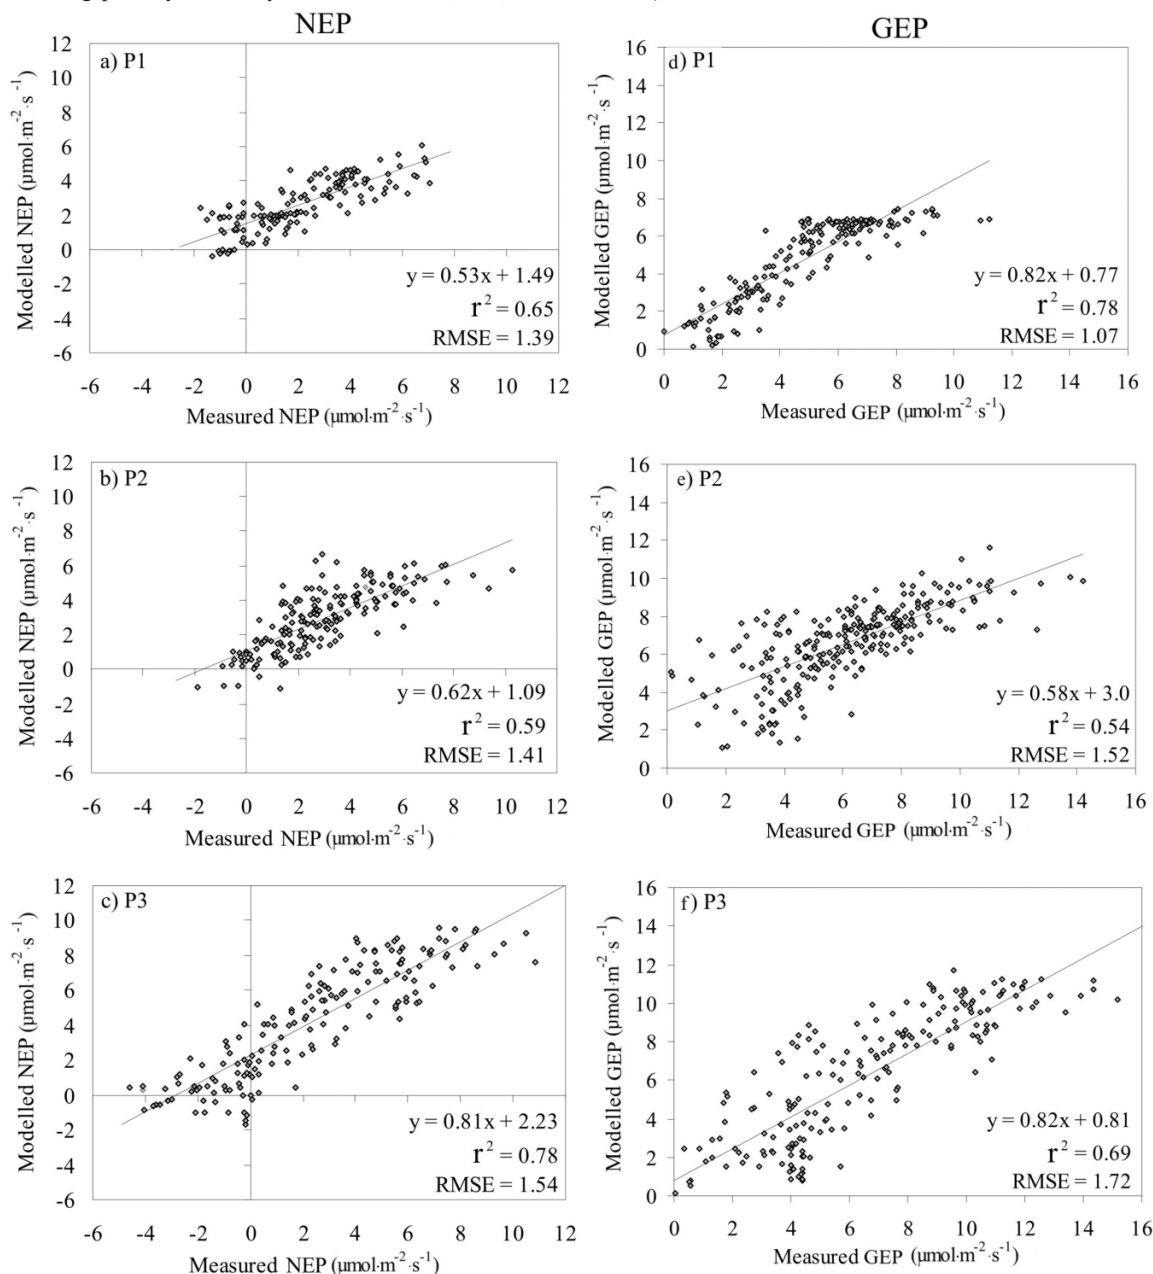 NEP
GEP
a) P1
12
10
8
6
4
2
0
-2
-4
-6
Modelled NEP (µmol·m⁻²·s⁻¹)
y = 0.53x + 1.49
r² = 0.65
RMSE = 1.39
-6 -4 -2 0 2 4 6 8 10 12
Measured NEP (µmol·m⁻²·s⁻¹)
d) P1
16
14
12
10
8
6
4
2
0
Modelled GEP (µmol·m⁻²·s⁻¹)
y = 0.82x + 0.77
r² = 0.78
RMSE = 1.07
0 2 4 6 8 10 12 14 16
Measured GEP (µmol·m⁻²·s⁻¹)
b) P2
12
10
8
6
4
2
0
-2
-4
-6
Modelled NEP (µmol·m⁻²·s⁻¹)
y = 0.62x + 1.09
r² = 0.59
RMSE = 1.41
-6 -4 -2 0 2 4 6 8 10 12
Measured NEP (µmol·m⁻²·s⁻¹)
e) P2
16
14
12
10
8
6
4
2
0
Modelled GEP (µmol·m⁻²·s⁻¹)
y = 0.58x + 3.0
r² = 0.54
RMSE = 1.52
0 2 4 6 8 10 12 14 16
Measured GEP (µmol·m⁻²·s⁻¹)
c) P3
12
10
8
6
4
2
0
-2
-4
-6
Modelled NEP (µmol·m⁻²·s⁻¹)
y = 0.81x + 2.23
r² = 0.78
RMSE = 1.54
-6 -4 -2 0 2 4 6 8 10 12
Measured NEP (µmol·m⁻²·s⁻¹)
f) P3
16
14
12
10
8
6
4
2
0
Modelled GEP (µmol·m⁻²·s⁻¹)
y = 0.82x + 0.81
r² = 0.69
RMSE = 1.72
0 2 4 6 8 10 12 14 16
Measured GEP (µmol·m⁻²·s⁻¹)